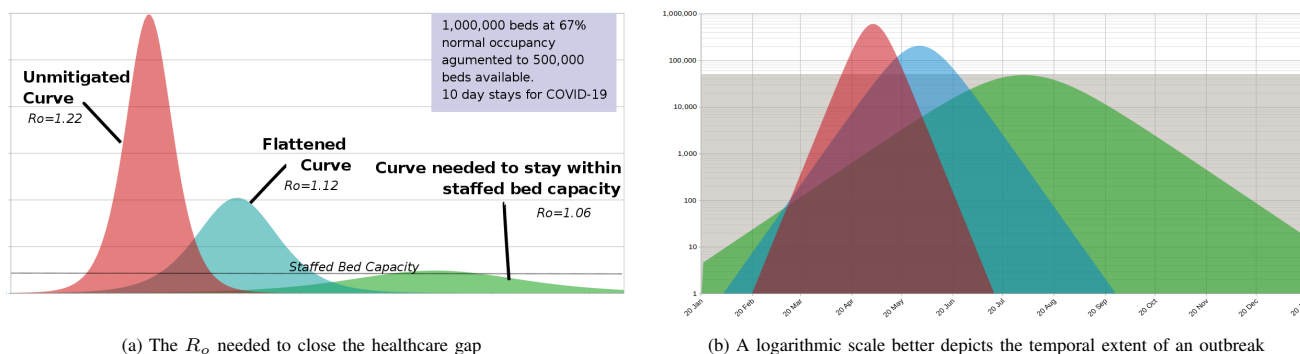 1,000,000 beds at 67%
normal occupancy
agumented to 500,000
beds available.
10 day stays for COVID-19
Unmitigated
Curve
Ro=1.22
Flattened
Curve
Ro=1.12
Curve needed to stay within
staffed bed capacity
Ro=1.06
Staffed Bed Capacity
(a) The Ro needed to close the healthcare gap
1,000,000
100,000
10,000
1,000
100
10
1
20 Jan
20 Feb
20 Mar
20 Apr
20 May
20 Jun
20 Jul
20 Aug
20 Sep
20 Oct
20 Nov
20 Dec
(b) A logarithmic scale better depicts the temporal extent of an outbreak